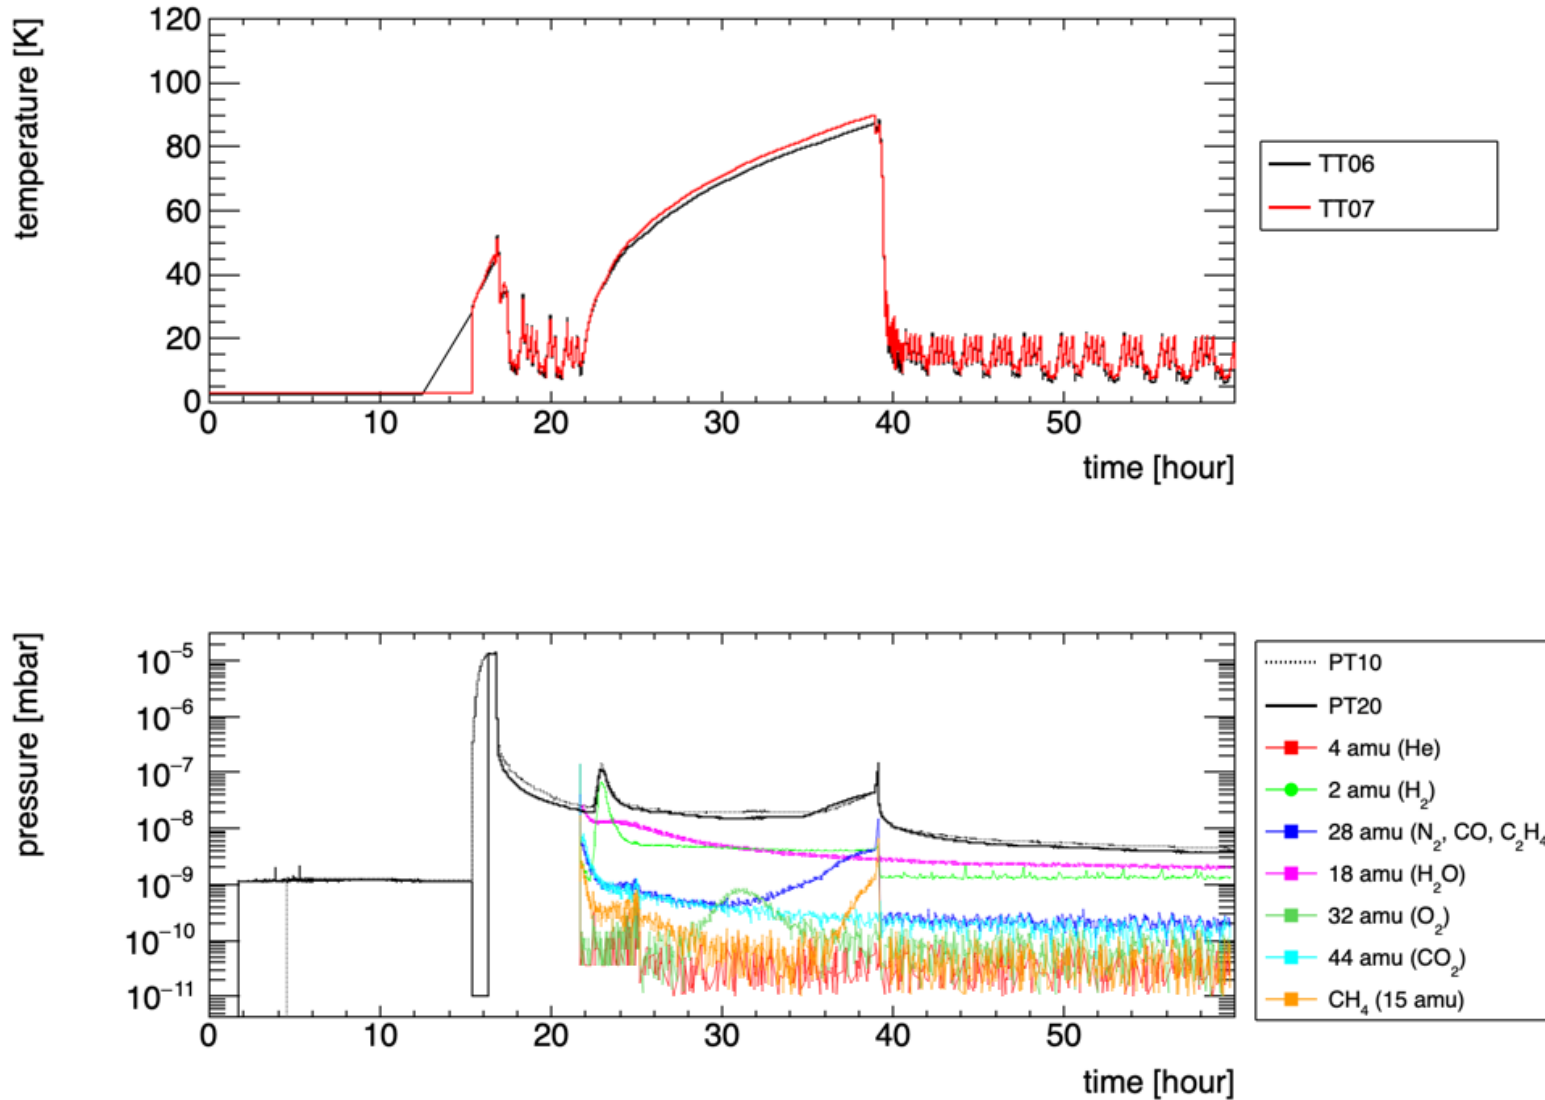 temperature [K]
120
100
80
60
40
20
0
0 10 20 30 40 50
time [hour]
TT06
TT07
pressure [mbar]
10⁻⁵
10⁻⁶
10⁻⁷
10⁻⁸
10⁻⁹
10⁻¹⁰
10⁻¹¹
0 10 20 30 40 50
time [hour]
PT10
PT20
4 amu (He)
2 amu (H₂)
28 amu (N₂, CO, C₂H₄
18 amu (H₂O)
32 amu (O₂)
44 amu (CO₂)
CH₄ (15 amu)